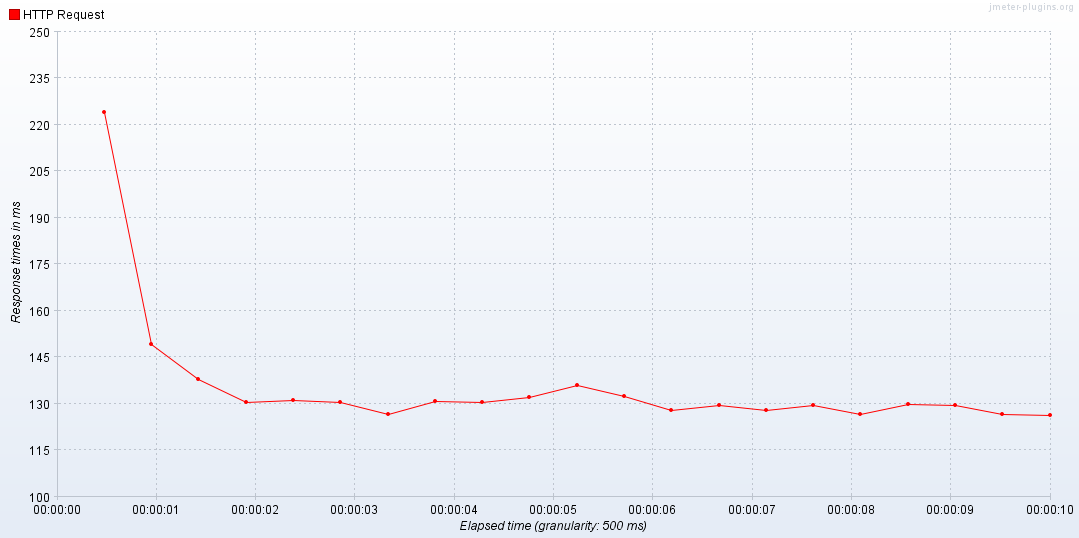 jmeter-plugins.org
HTTP Request
250
235
220
205
190
175
160
145
130
115
100
Response times in ms
00:00:00 00:00:01 00:00:02 00:00:03 00:00:04 00:00:05 00:00:06 00:00:07 00:00:08 00:00:09 00:00:10
Elapsed time (granularity: 500 ms)